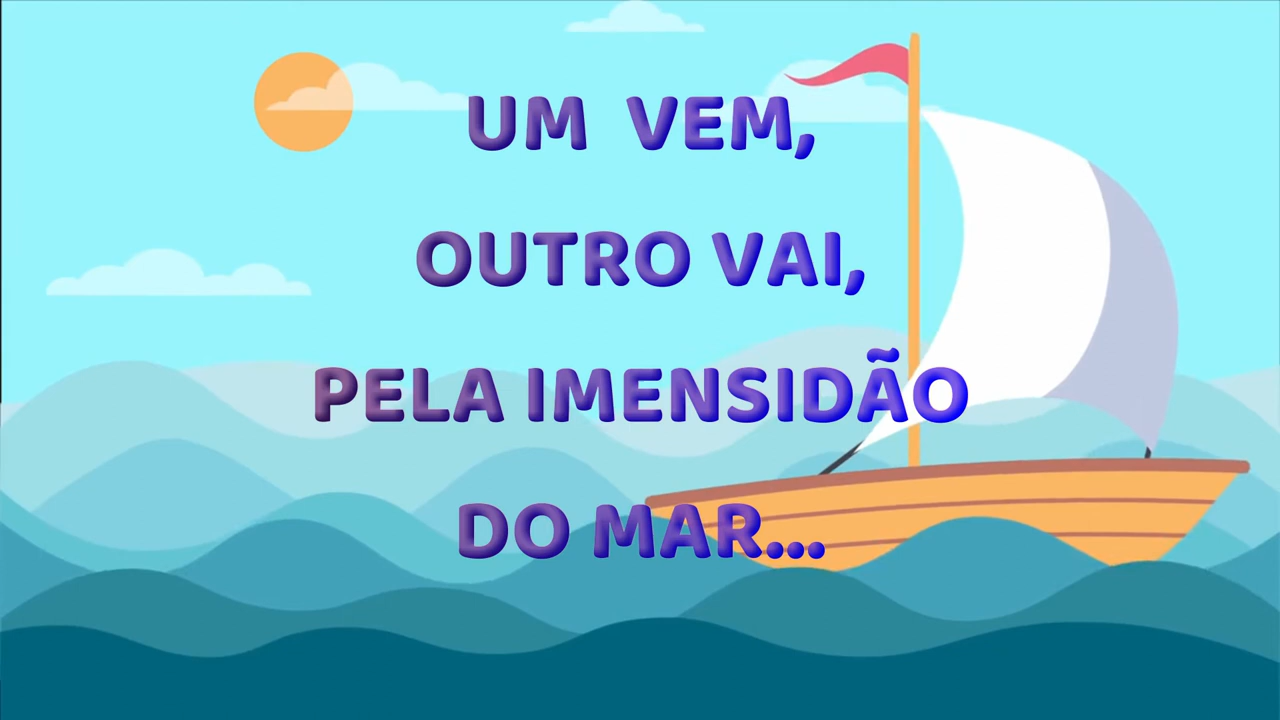 UM VEM,
OUTRO VAI,
PELA IMENSIDÃO
DO MAR...